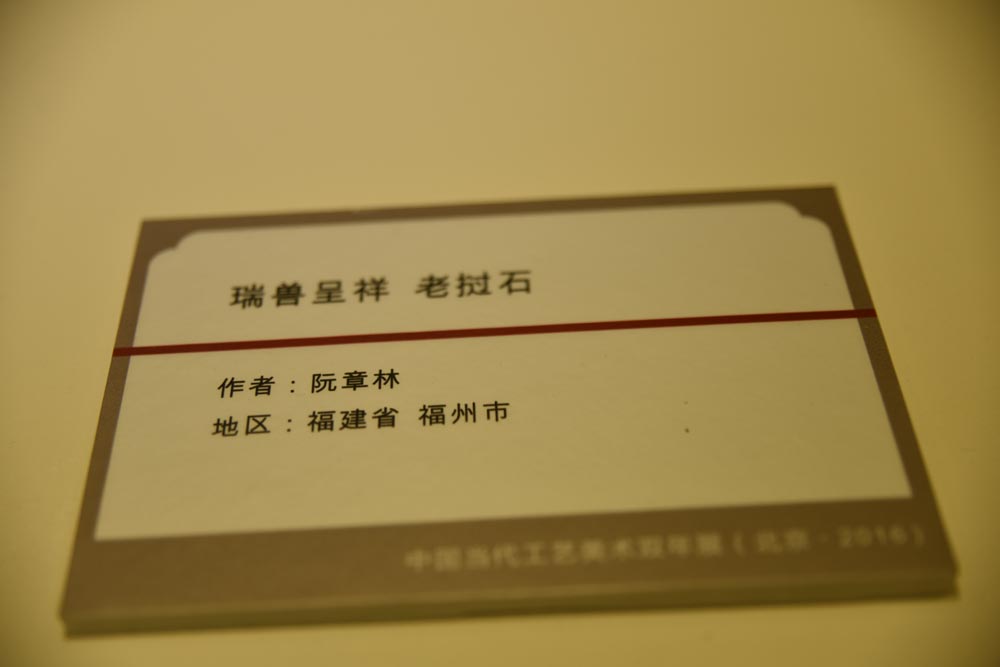 瑞兽呈祥 老挝石
作者：阮章林
地区：福建省 福州市
中国当代工艺美术双年展（北京·2016）